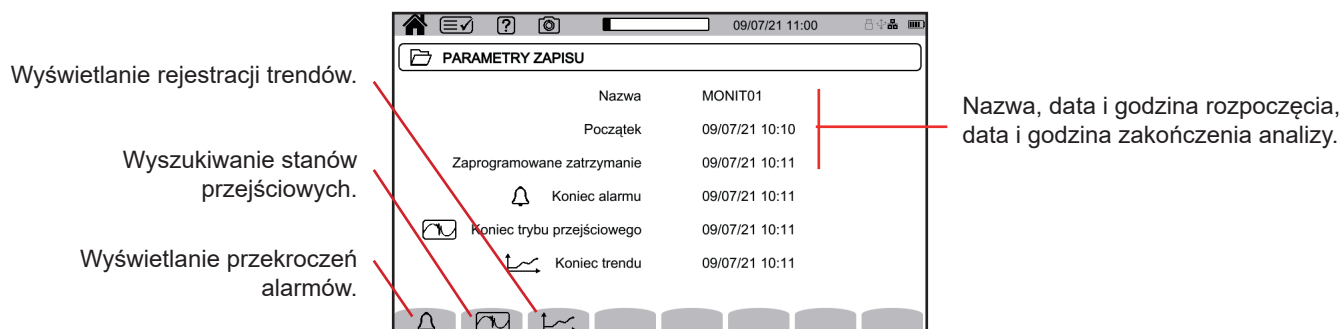 09/07/21 11:00
PARAMETRY ZAPISU
Wyświetlanie rejestracji trendów.
Nazwa MONIT01
Początek 09/07/21 10:10
Zaprogramowane zatrzymanie 09/07/21 10:11
Koniec alarmu 09/07/21 10:11
Koniec trybu przejściowego 09/07/21 10:11
Koniec trendu 09/07/21 10:11
Nazwa, data i godzina rozpoczęcia,
data i godzina zakończenia analizy.
Wyszukiwanie stanów
przejściowych.
Wyświetlanie przekroczeń
alarmów.